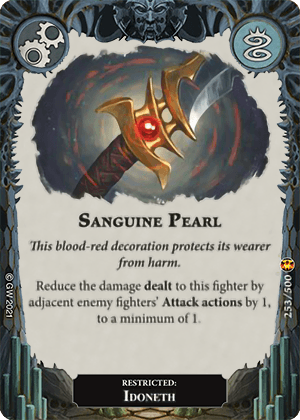 SANGUINE PEARL
This blood-red decoration protects its wearer
from harm.
Reduce the damage dealt to this fighter by
adjacent enemy fighters' Attack actions by 1,
to a minimum of 1.
© GW 2021
253/500
RESTRICTED:
IDONETH